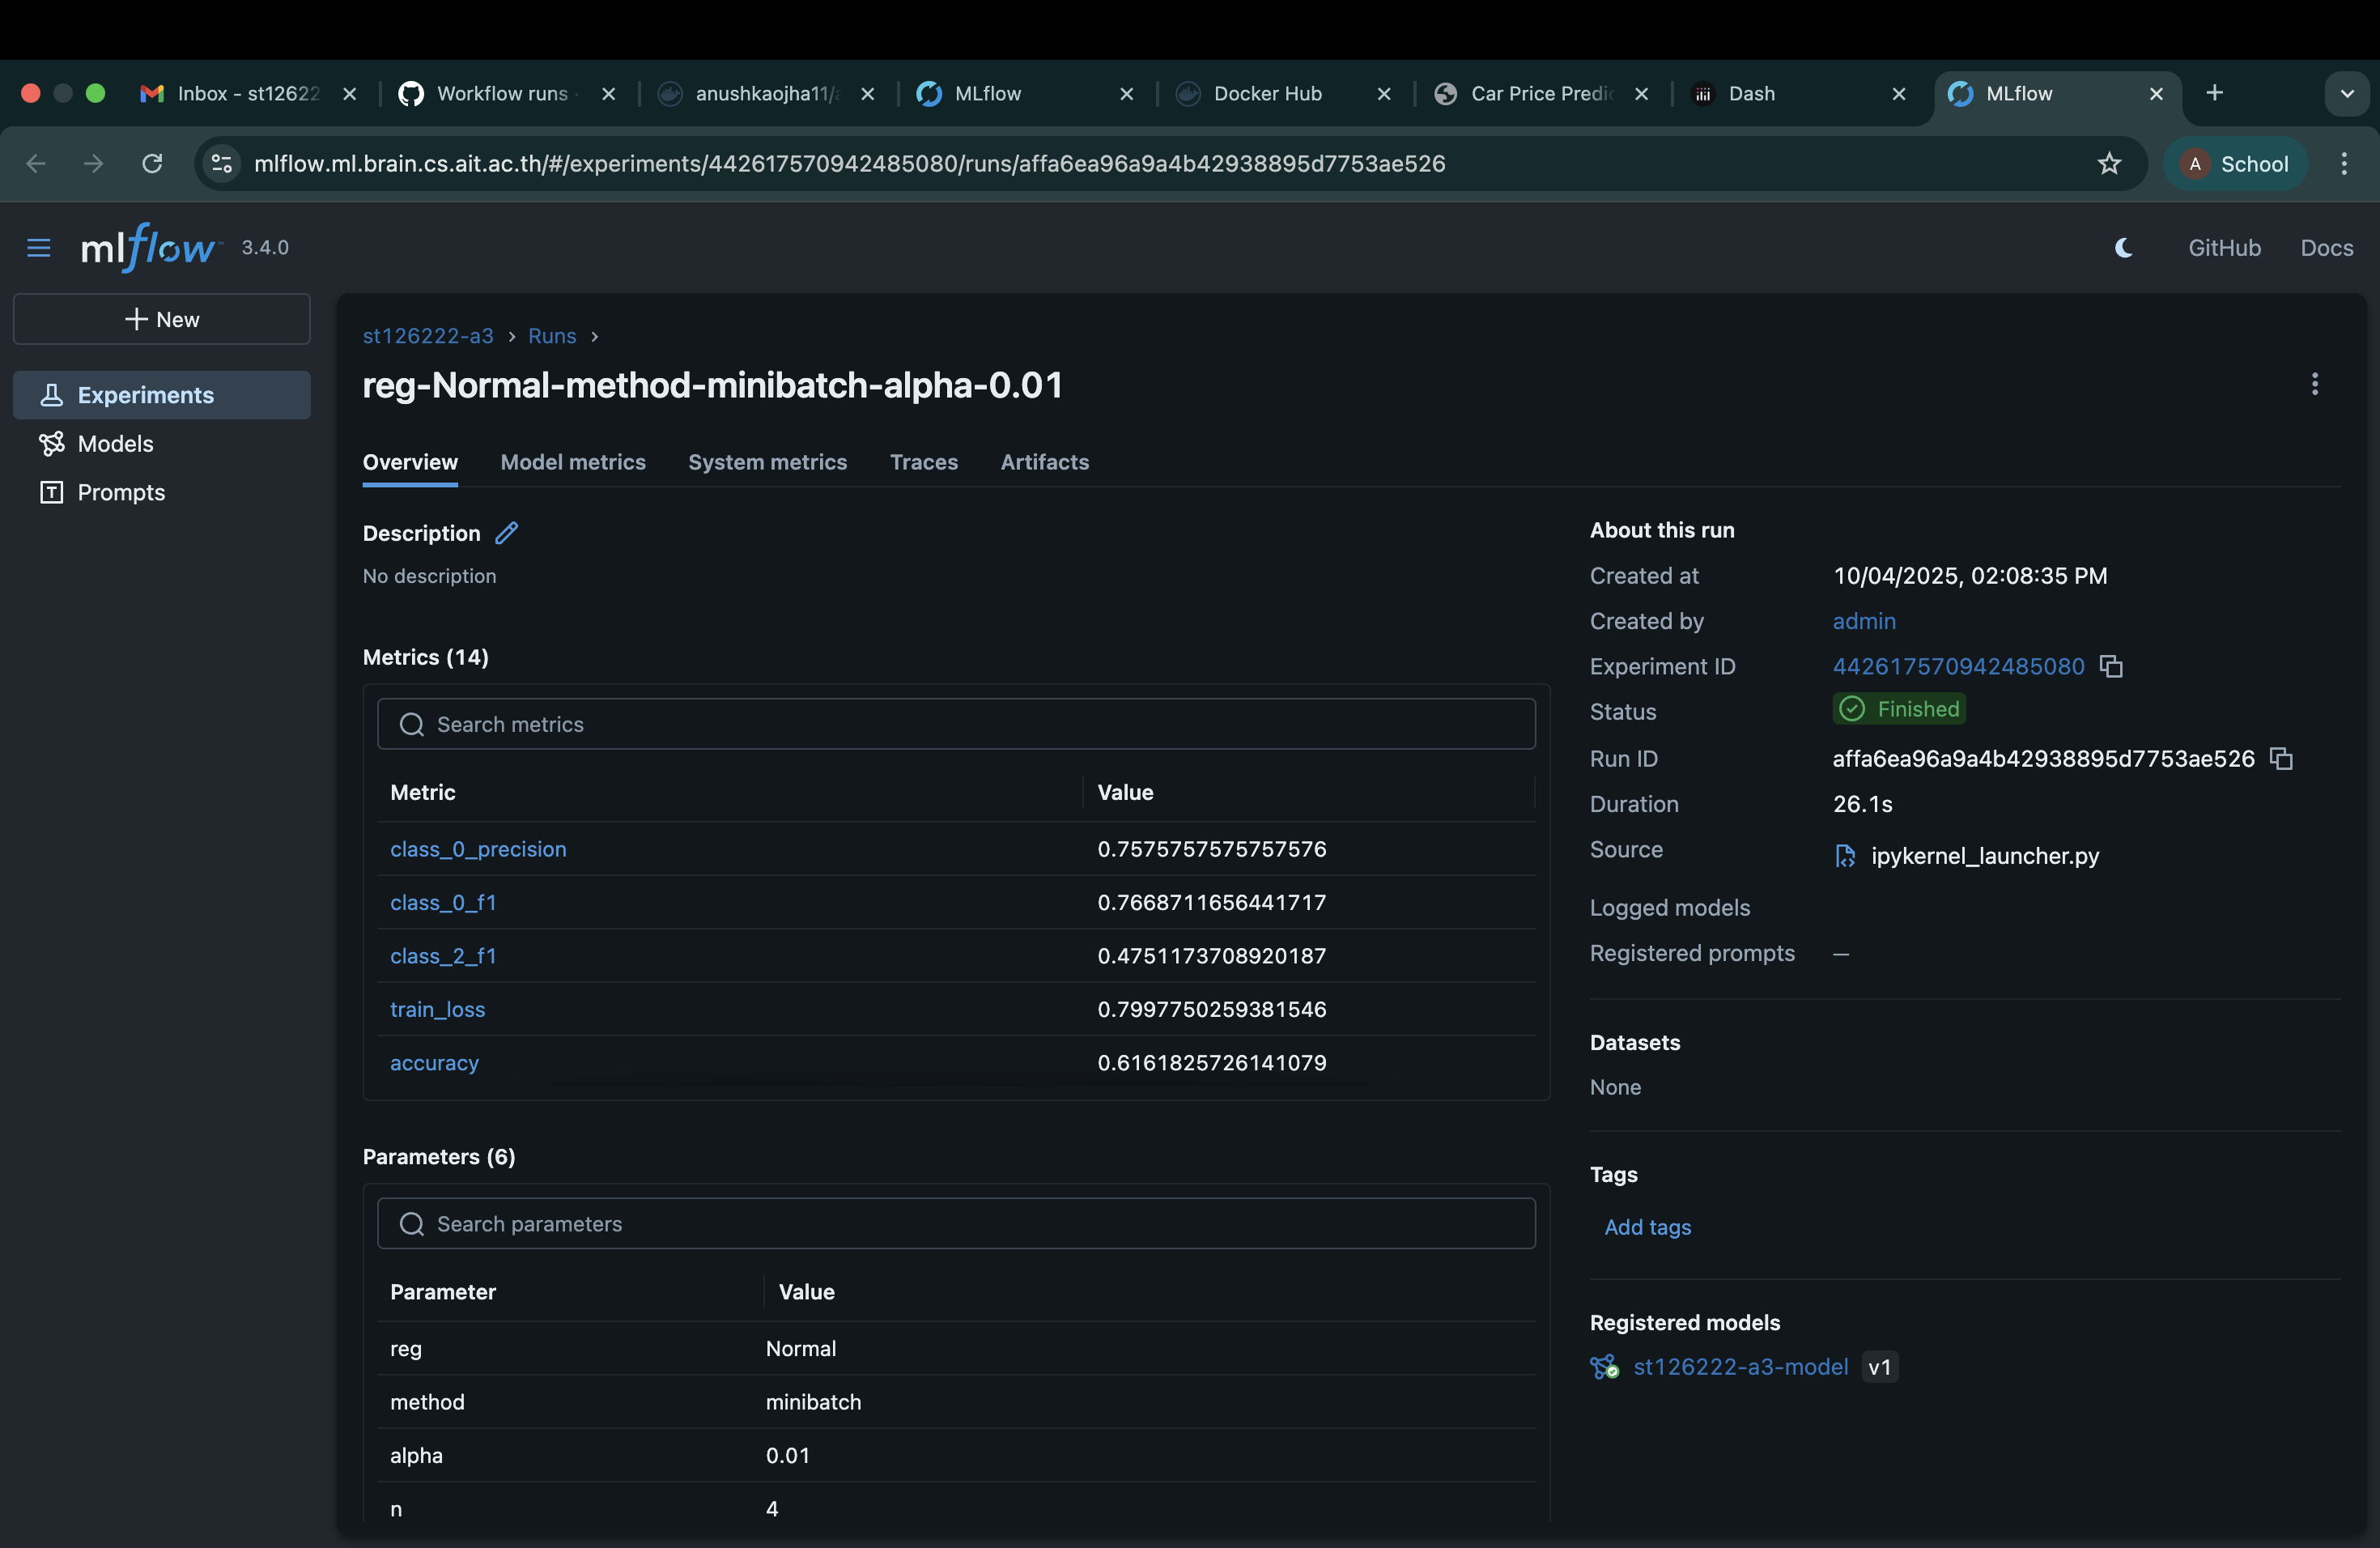 Inbox - st12622
Workflow runs ·
anushkaojha11/
MLflow
Docker Hub
Car Price Predi
Dash
MLflow
mlflow.ml.brain.cs.ait.ac.th/#/experiments/442617570942485080/runs/affa6ea96a9a4b42938895d7753ae526
A School
mlflow 3.4.0
GitHub Docs
New
Experiments
Models
Prompts
st126222-a3 > Runs >
reg-Normal-method-minibatch-alpha-0.01
Overview Model metrics System metrics Traces Artifacts
Description
No description
Metrics (14)
Search metrics
Metric Value
class_0_precision 0.7575757575757576
class_0_f1 0.7668711656441717
class_2_f1 0.4751173708920187
train_loss 0.7997750259381546
accuracy 0.6161825726141079
Parameters (6)
Search parameters
Parameter Value
reg Normal
method minibatch
alpha 0.01
n 4
About this run
Created at 10/04/2025, 02:08:35 PM
Created by admin
Experiment ID 442617570942485080
Status Finished
Run ID affa6ea96a9a4b42938895d7753ae526
Duration 26.1s
Source ipykernel_launcher.py
Logged models
Registered prompts —
Datasets
None
Tags
Add tags
Registered models
st126222-a3-model v1